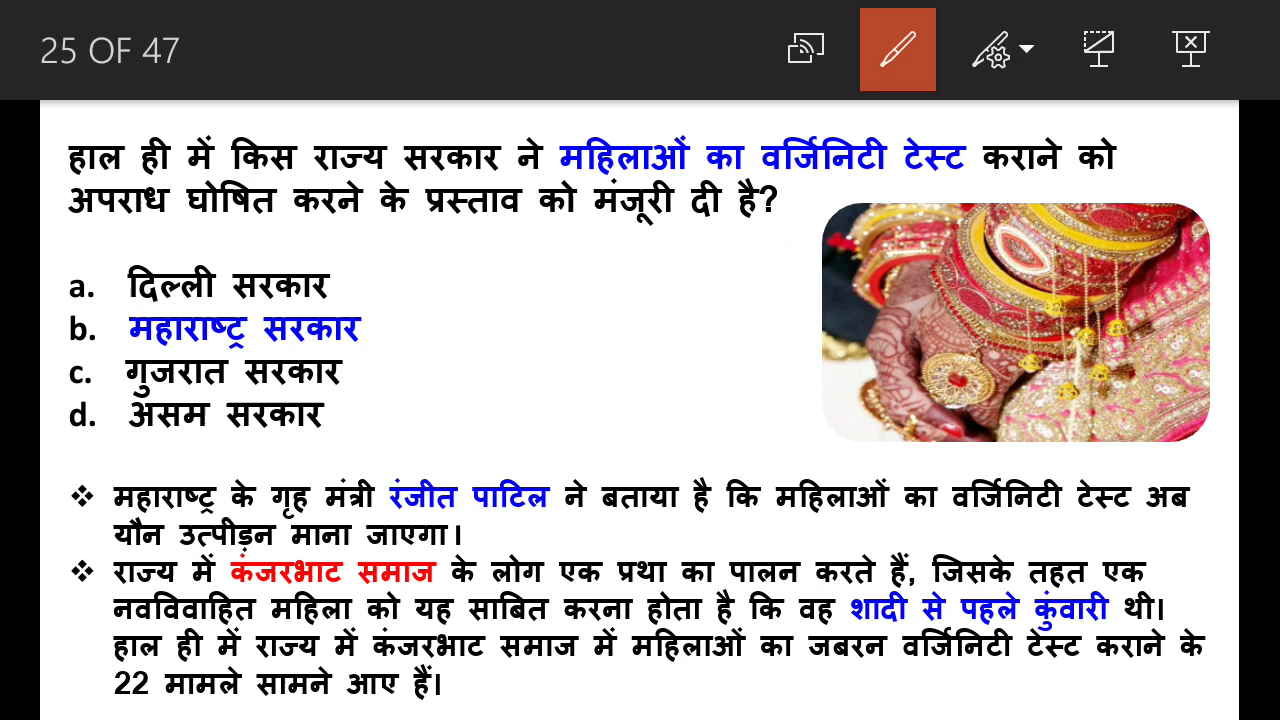 25 OF 47
हाल ही में किस राज्य सरकार ने महिलाओं का वर्जिनिटी टेस्ट कराने को
अपराध घोषित करने के प्रस्ताव को मंजूरी दी है?
a. दिल्ली सरकार
b. महाराष्ट्र सरकार
c. गुजरात सरकार
d. असम सरकार
❖ महाराष्ट्र के गृह मंत्री रंजीत पाटिल ने बताया है कि महिलाओं का वर्जिनिटी टेस्ट अब
यौन उत्पीड़न माना जाएगा।
❖ राज्य में कंजरभाट समाज के लोग एक प्रथा का पालन करते हैं, जिसके तहत एक
नवविवाहित महिला को यह साबित करना होता है कि वह शादी से पहले कुंवारी थी।
हाल ही में राज्य में कंजरभाट समाज में महिलाओं का जबरन वर्जिनिटी टेस्ट कराने के
22 मामले सामने आए हैं।